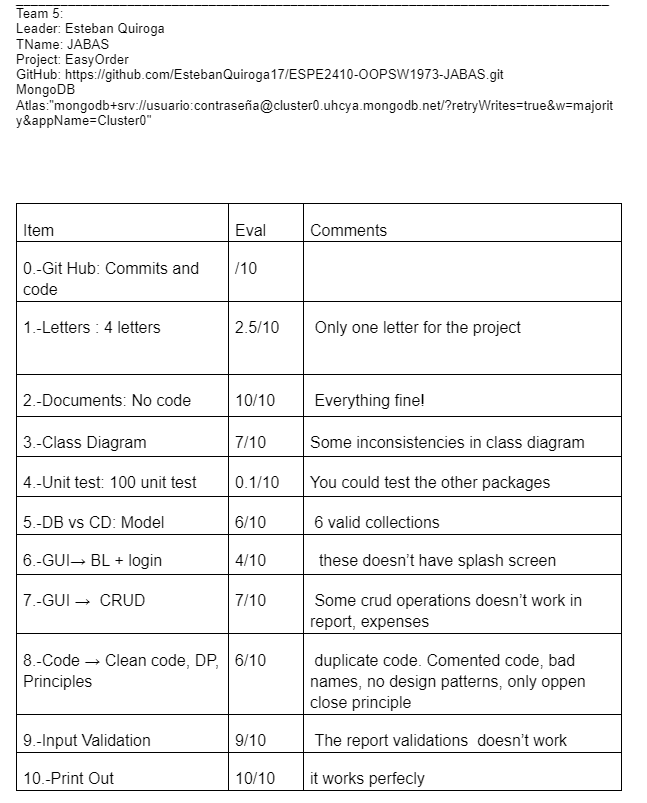 Team 5:
Leader: Esteban Quiroga
TName: JABAS
Project: EasyOrder
GitHub: https://github.com/EstebanQuiroga17/ESPE2410-OOPSW1973-JABAS.git
MongoDB
Atlas:"mongodb+srv://usuario:contraseña@cluster0.uhcya.mongodb.net/?retryWrites=true&w=majorit
y&appName=Cluster0"
Item Eval Comments
0.-Git Hub: Commits and /10
code
1.-Letters : 4 letters 2.5/10 Only one letter for the project
2.-Documents: No code 10/10 Everything fine!
3.-Class Diagram 7/10 Some inconsistencies in class diagram
4.-Unit test: 100 unit test 0.1/10 You could test the other packages
5.-DB vs CD: Model 6/10 6 valid collections
6.-GUI→ BL + login 4/10 these doesn’t have splash screen
7.-GUI → CRUD 7/10 Some crud operations doesn’t work in
report, expenses
8.-Code → Clean code, DP, 6/10 duplicate code. Comented code, bad
Principles names, no design patterns, only oppen
close principle
9.-Input Validation 9/10 The report validations doesn’t work
10.-Print Out 10/10 it works perfecly